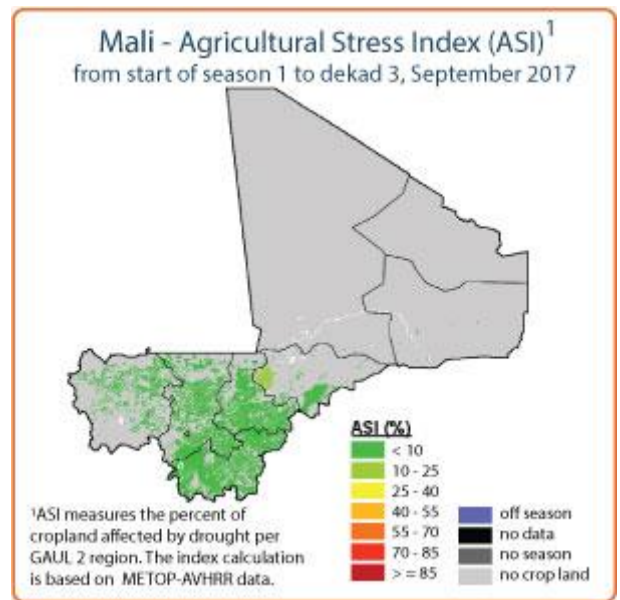 Mali - Agricultural Stress Index (ASI)¹
from start of season 1 to dekad 3, September 2017
ASI (%)
< 10
10 - 25
25 - 40
40 - 55
55 - 70
70 - 85
> = 85
off season
no data
no season
no crop land
¹ASI measures the percent of
cropland affected by drought per
GAUL 2 region. The index calculation
is based on METOP-AVHRR data.